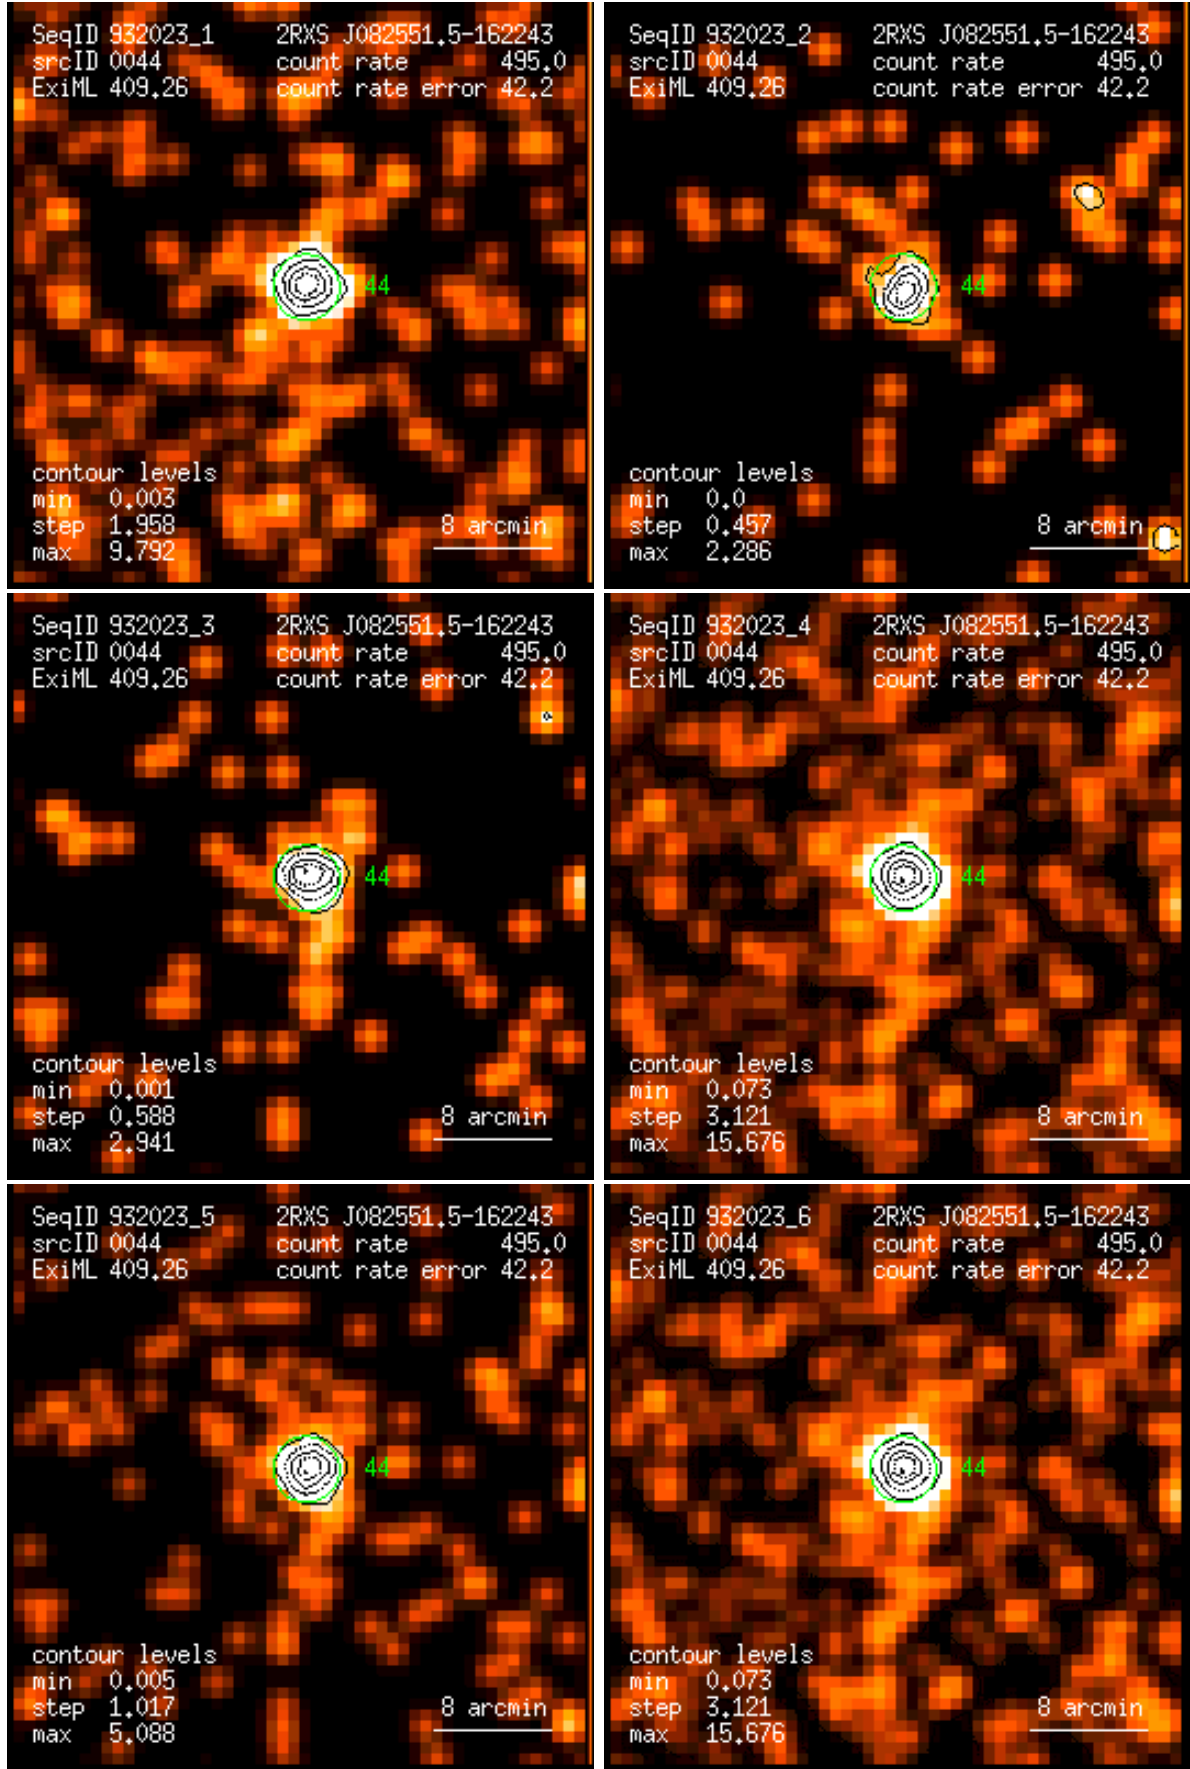 SeqID 932023_1 2RXS J082551.5-162243
srcID 0044 count rate 495.0
ExiML 409.26 count rate error 42.2
44
contour levels
min 0.003
step 1.958 8 arcmin
max 9.792
SeqID 932023_2 2RXS J082551.5-162243
srcID 0044 count rate 495.0
ExiML 409.26 count rate error 42.2
44
contour levels
min 0.0
step 0.457 8 arcmin
max 2.286
SeqID 932023_3 2RXS J082551.5-162243
srcID 0044 count rate 495.0
ExiML 409.26 count rate error 42.2
44
contour levels
min 0.001
step 0.588 8 arcmin
max 2.941
SeqID 932023_4 2RXS J082551.5-162243
srcID 0044 count rate 495.0
ExiML 409.26 count rate error 42.2
44
contour levels
min 0.073
step 3.121 8 arcmin
max 15.676
SeqID 932023_5 2RXS J082551.5-162243
srcID 0044 count rate 495.0
ExiML 409.26 count rate error 42.2
44
contour levels
min 0.005
step 1.017 8 arcmin
max 5.088
SeqID 932023_6 2RXS J082551.5-162243
srcID 0044 count rate 495.0
ExiML 409.26 count rate error 42.2
44
contour levels
min 0.073
step 3.121 8 arcmin
max 15.676